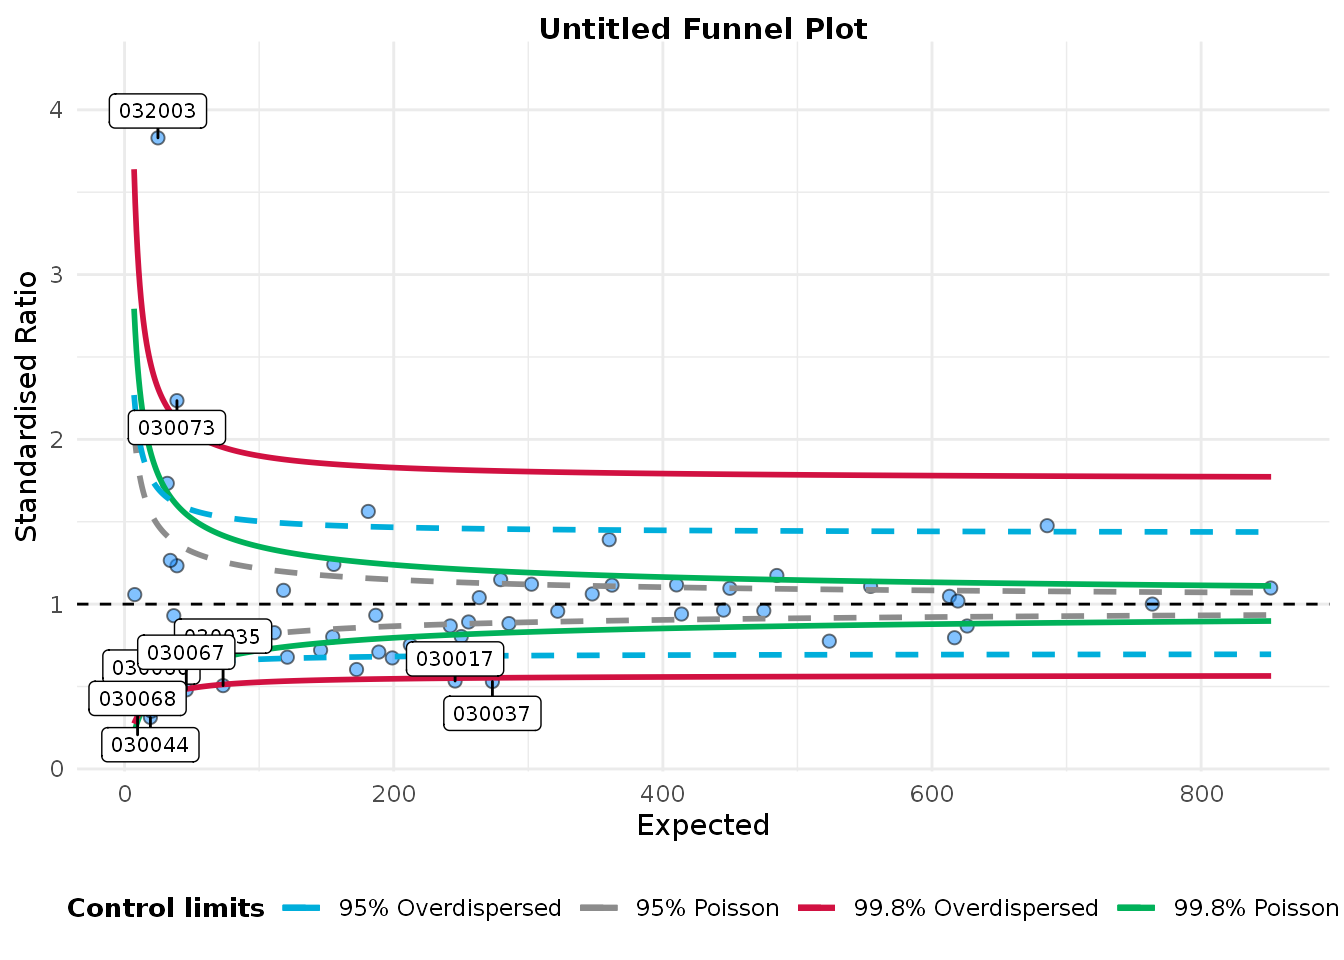 Untitled Funnel Plot
Standardised Ratio
4
3
2
1
0
032003
030073
030035
030067
030068
030044
030017
030037
0
200
400
600
800
Expected
Control limits
95% Overdispersed
95% Poisson
99.8% Overdispersed
99.8% Poisson